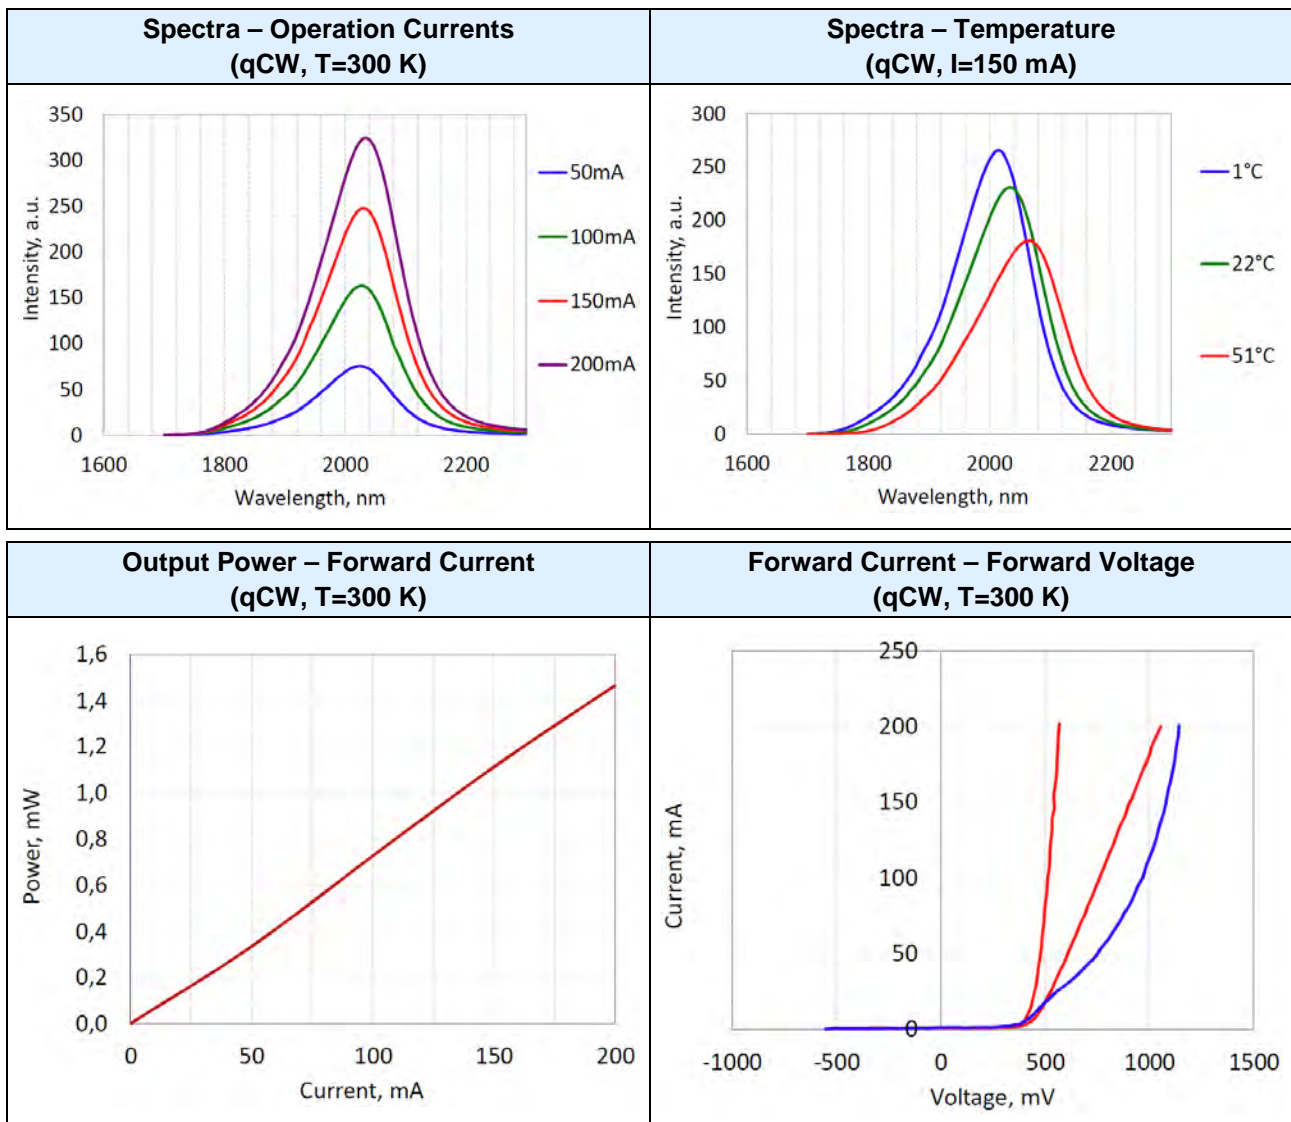 Spectra – Operation Currents
(qCW, T=300 K)
Spectra – Temperature
(qCW, I=150 mA)
350
300
250
200
150
100
50
0
Intensity, a.u.
1600
1800
2000
2200
Wavelength, nm
50mA
100mA
150mA
200mA
300
250
200
150
100
50
0
Intensity, a.u.
1600
1800
2000
2200
Wavelength, nm
1°C
22°C
51°C
Output Power – Forward Current
(qCW, T=300 K)
Forward Current – Forward Voltage
(qCW, T=300 K)
1,6
1,4
1,2
1,0
0,8
0,6
0,4
0,2
0,0
Power, mW
0
50
100
150
200
Current, mA
250
200
150
100
50
0
Current, mA
-1000
-500
0
500
1000
1500
Voltage, mV